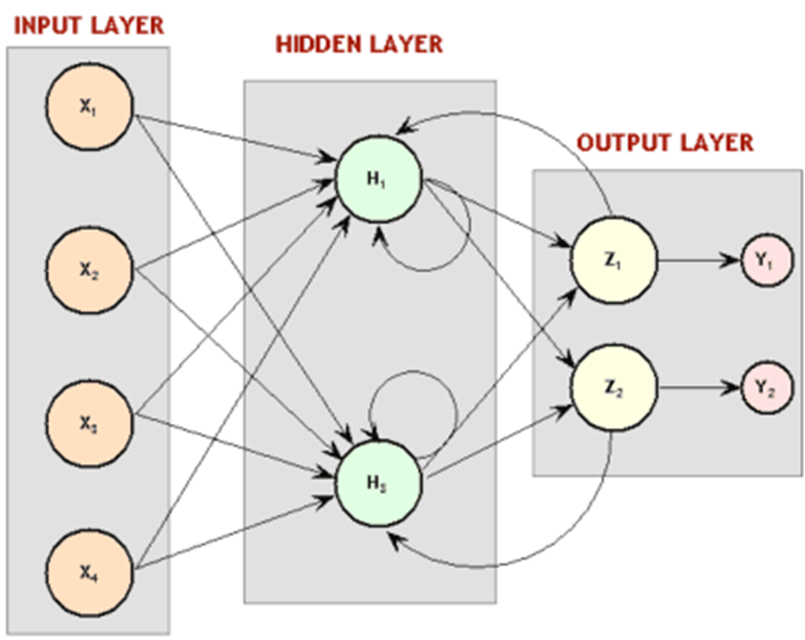 INPUT LAYER
HIDDEN LAYER
OUTPUT LAYER
X₁
X₂
X₃
X₄
H₁
H₂
Z₁
Z₂
Y₁
Y₂